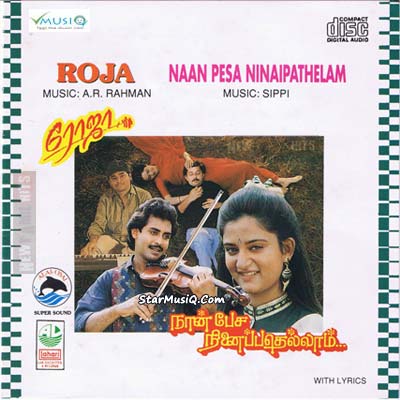 VMUSIQ
COMPACT
disc
DIGITAL AUDIO
ROJA
MUSIC: A.R. RAHMAN
NAAN PESA NINAIPATHELAM
MUSIC: SIPPI
ரோஜா
StarMusiQ.Com
SUPER SOUND
lahari
நான் பேச
நினைப்பதெல்லாம்...
WITH LYRICS